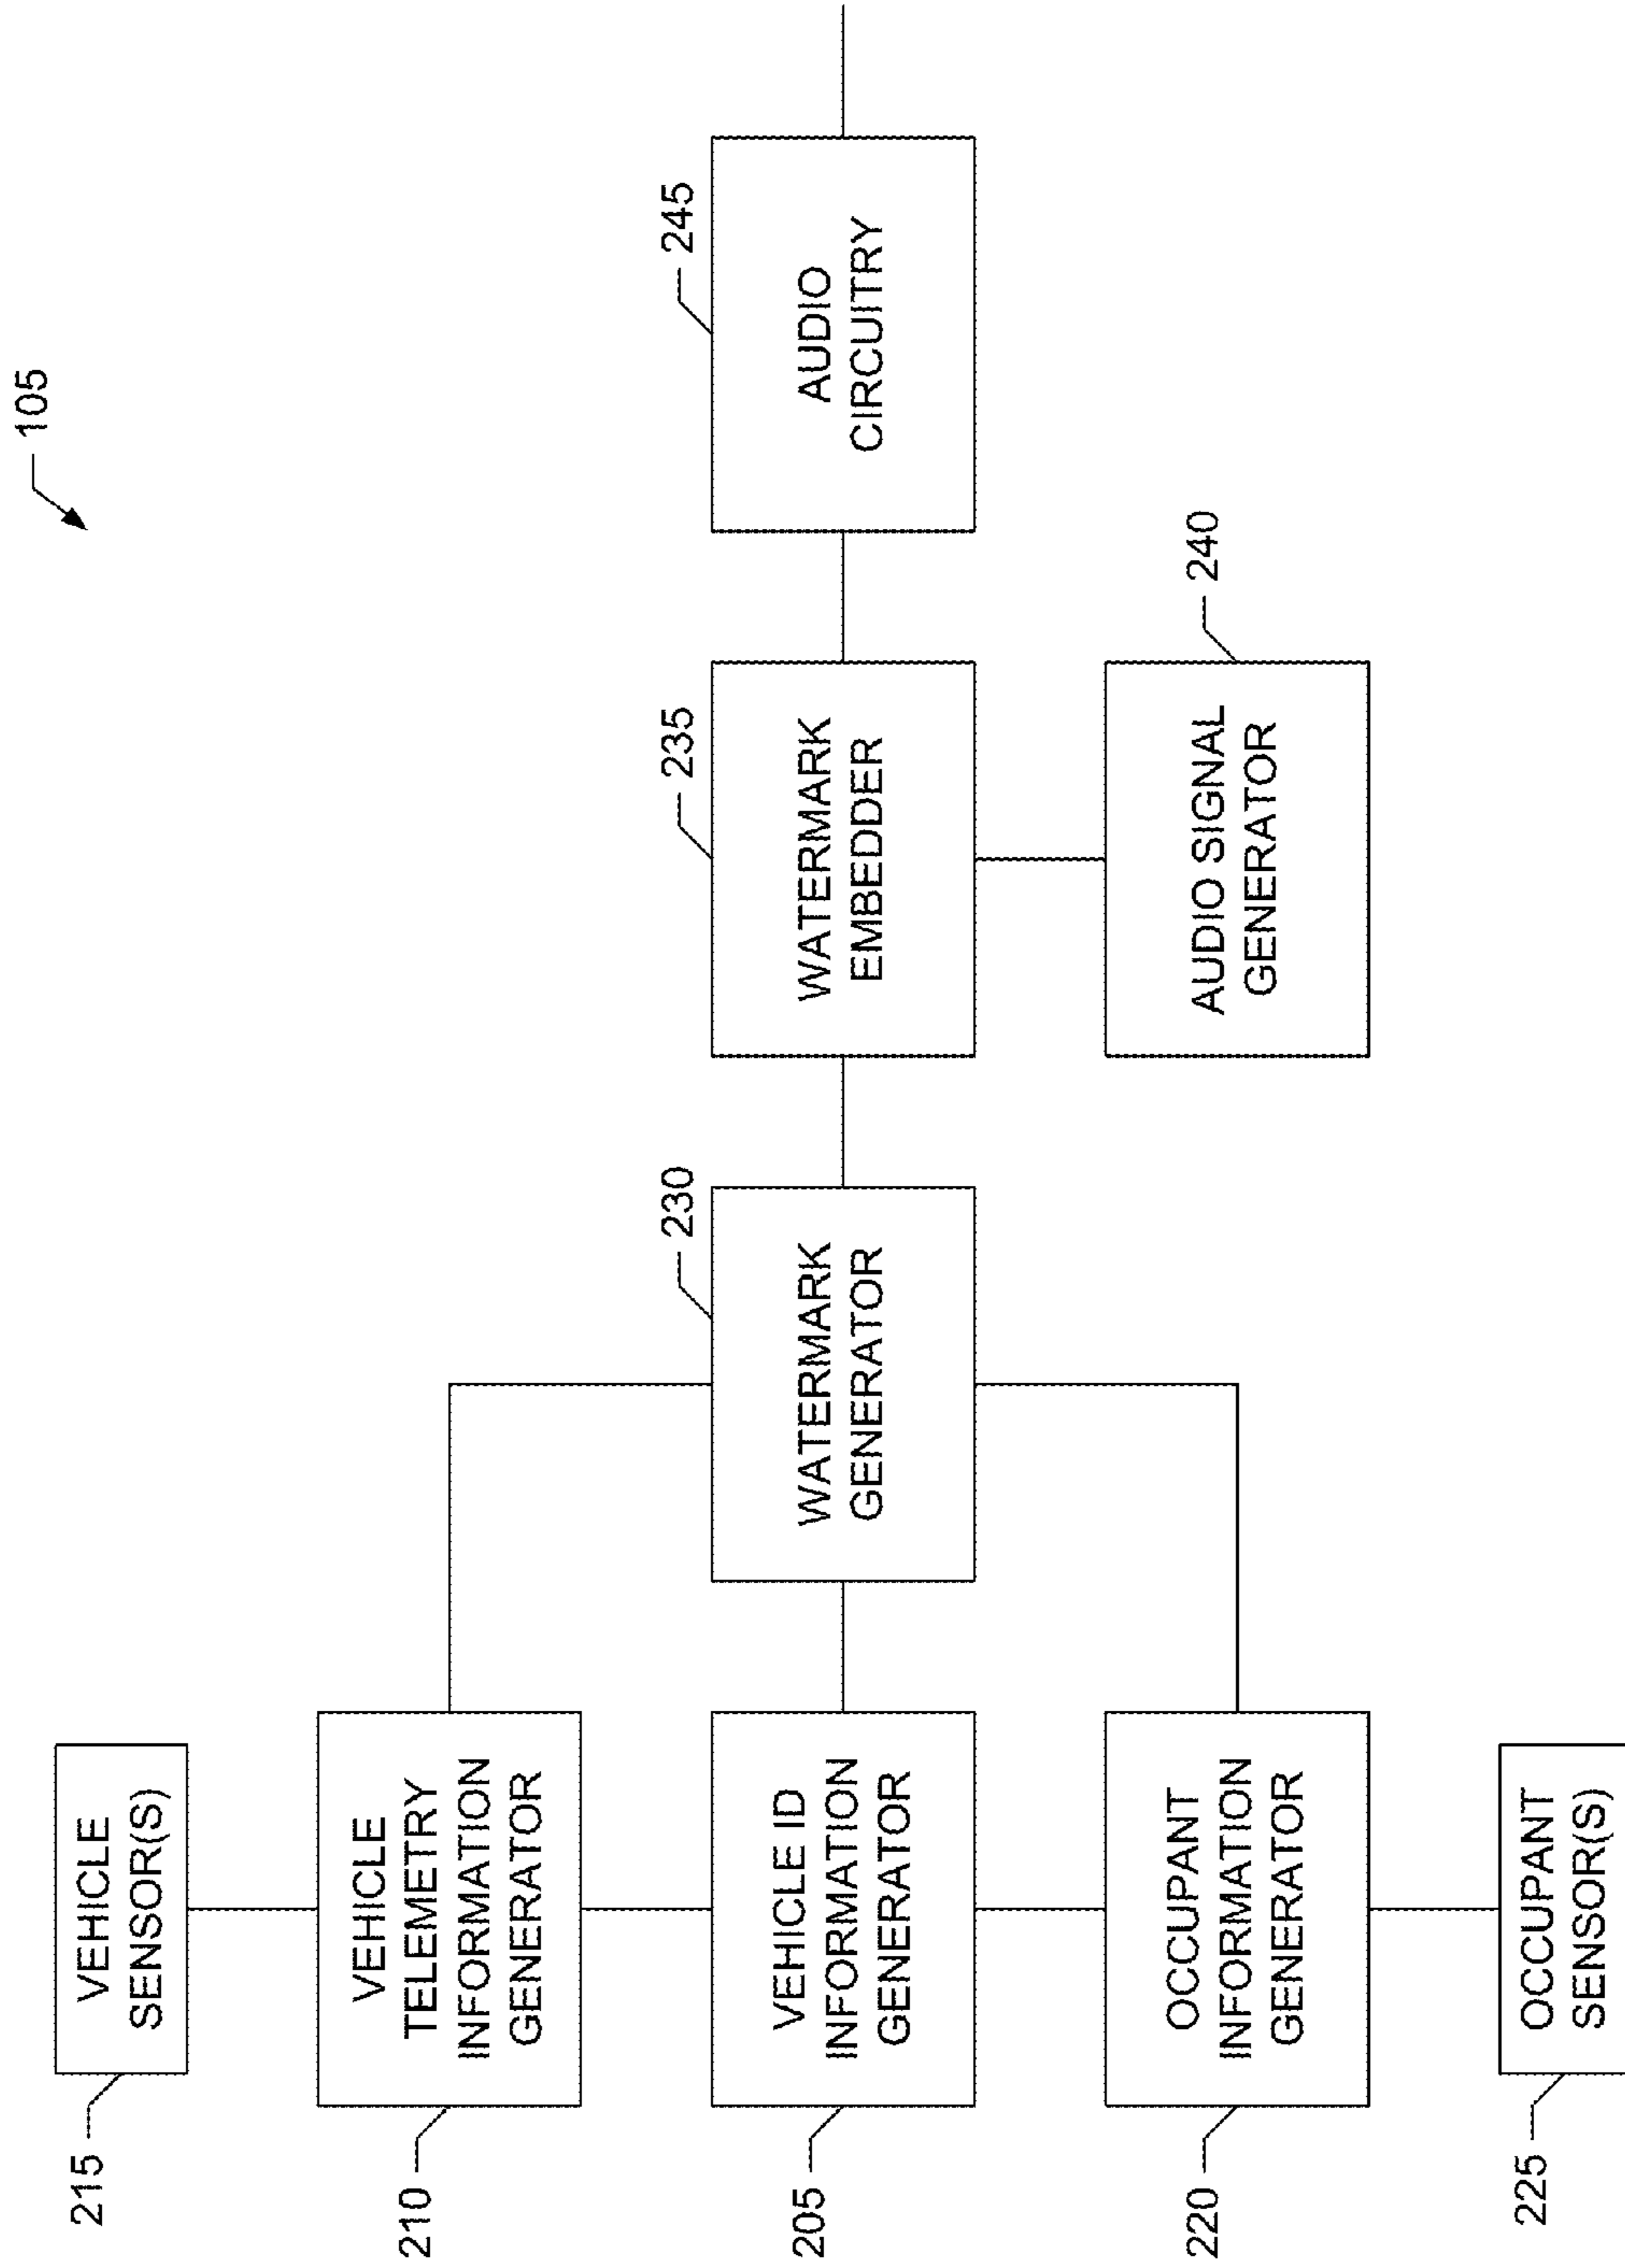 105
215
VEHICLE
SENSOR(S)
210
VEHICLE
TELEMETRY
INFORMATION
GENERATOR
205
VEHICLE ID
INFORMATION
GENERATOR
220
OCCUPANT
INFORMATION
GENERATOR
225
OCCUPANT
SENSOR(S)
230
WATERMARK
GENERATOR
235
WATERMARK
EMBEDDER
240
AUDIO SIGNAL
GENERATOR
245
AUDIO
CIRCUITRY